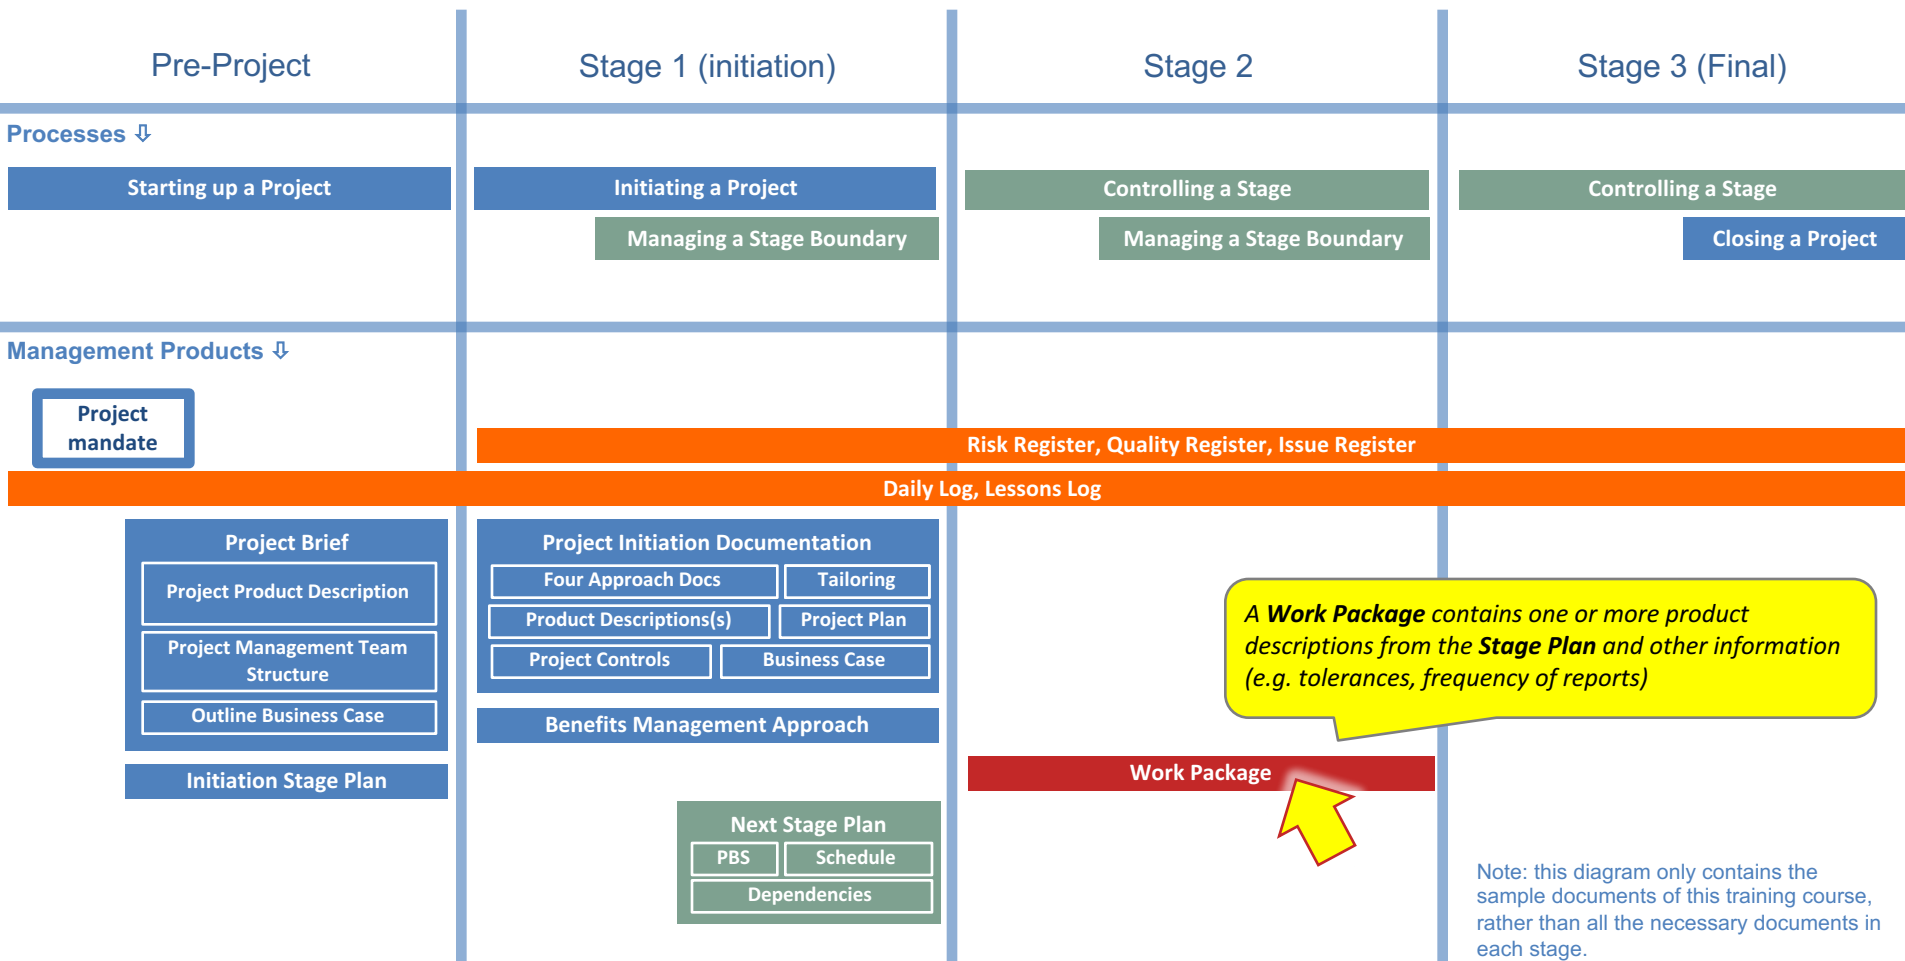 Pre-Project
Stage 1 (initiation)
Stage 2
Stage 3 (Final)
Processes ⇩
Starting up a Project
Initiating a Project
Controlling a Stage
Controlling a Stage
Managing a Stage Boundary
Managing a Stage Boundary
Closing a Project
Management Products ⇩
Project
mandate
Risk Register, Quality Register, Issue Register
Daily Log, Lessons Log
Project Brief
Project Product Description
Project Management Team
Structure
Outline Business Case
Initiation Stage Plan
Project Initiation Documentation
Four Approach Docs
Tailoring
Product Descriptions(s)
Project Plan
Project Controls
Business Case
Benefits Management Approach
Next Stage Plan
PBS
Schedule
Dependencies
A Work Package contains one or more product
descriptions from the Stage Plan and other information
(e.g. tolerances, frequency of reports)
Work Package
Note: this diagram only contains the
sample documents of this training course,
rather than all the necessary documents in
each stage.